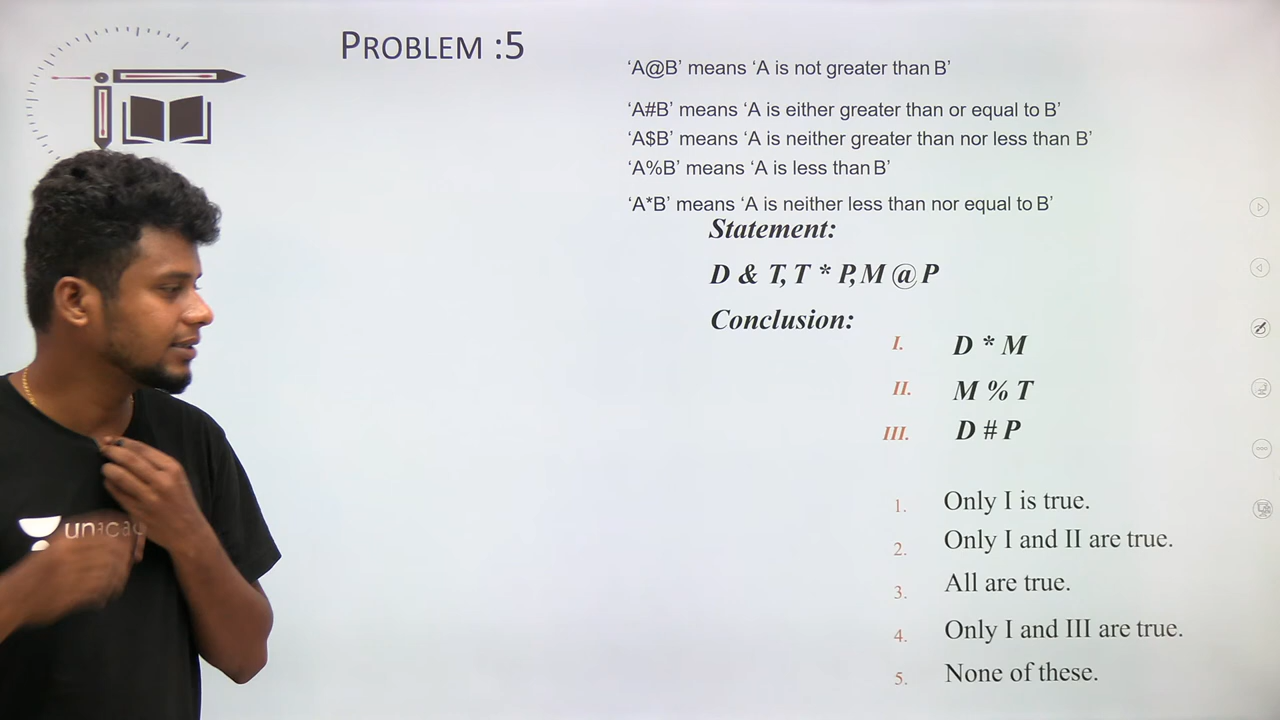 PROBLEM :5
‘A@B’ means ‘A is not greater than B’
‘A#B’ means ‘A is either greater than or equal to B’
‘A$B’ means ‘A is neither greater than nor less than B’
‘A%B’ means ‘A is less than B’
‘A*B’ means ‘A is neither less than nor equal to B’
Statement:
D & T, T * P, M @ P
Conclusion:
I. D * M
II. M % T
III. D # P
1. Only I is true.
2. Only I and II are true.
3. All are true.
4. Only I and III are true.
5. None of these.